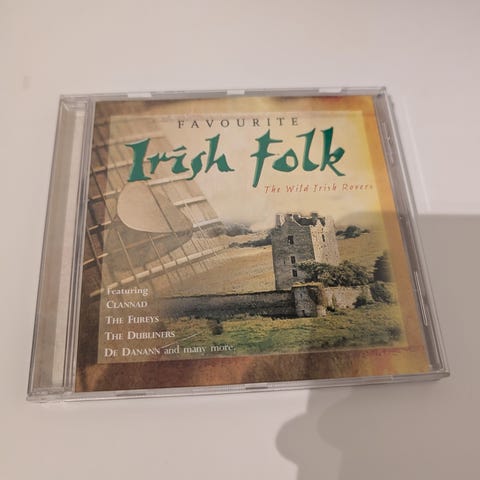 FAVOURITE
Irish Folk
The Wild Irish Rovers
Featuring
CLANNAD
THE FUREYS
THE DUBLINERS
DE DANANN and many more.